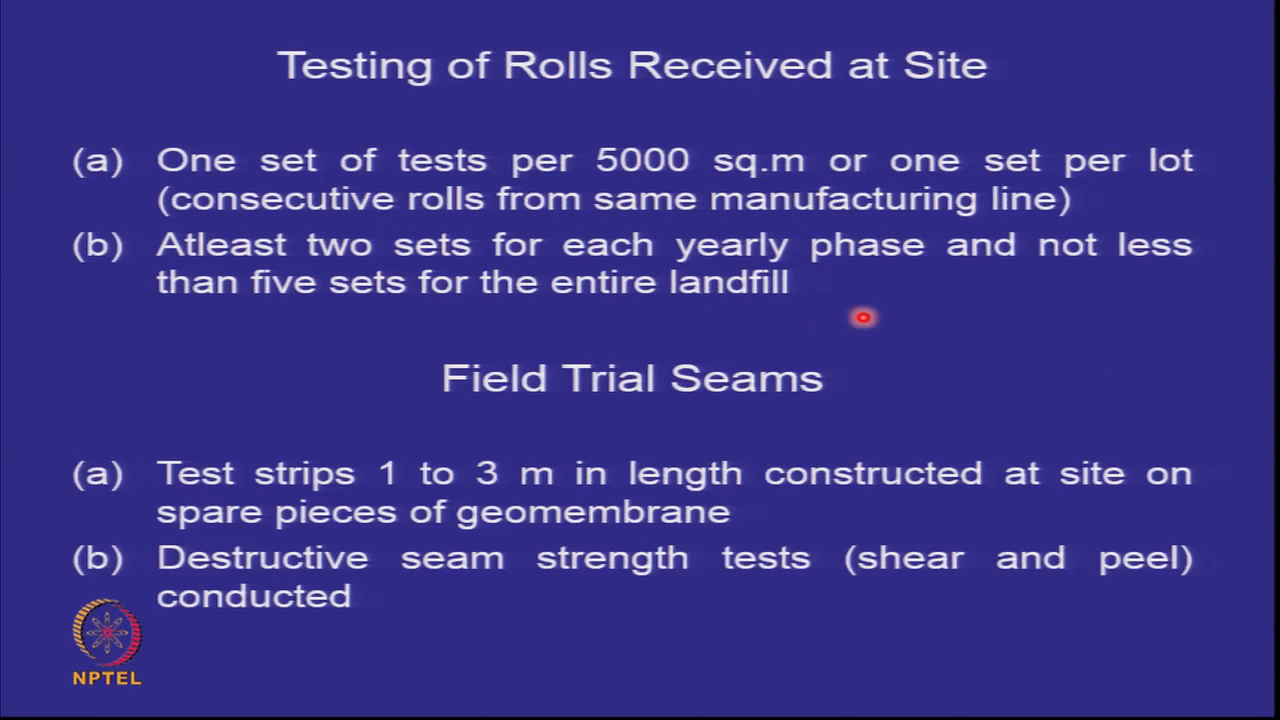 Testing of Rolls Received at Site
(a) One set of tests per 5000 sq.m or one set per lot
(consecutive rolls from same manufacturing line)
(b) Atleast two sets for each yearly phase and not less
than five sets for the entire landfill
Field Trial Seams
(a) Test strips 1 to 3 m in length constructed at site on
spare pieces of geomembrane
(b) Destructive seam strength tests (shear and peel)
conducted
NPTEL